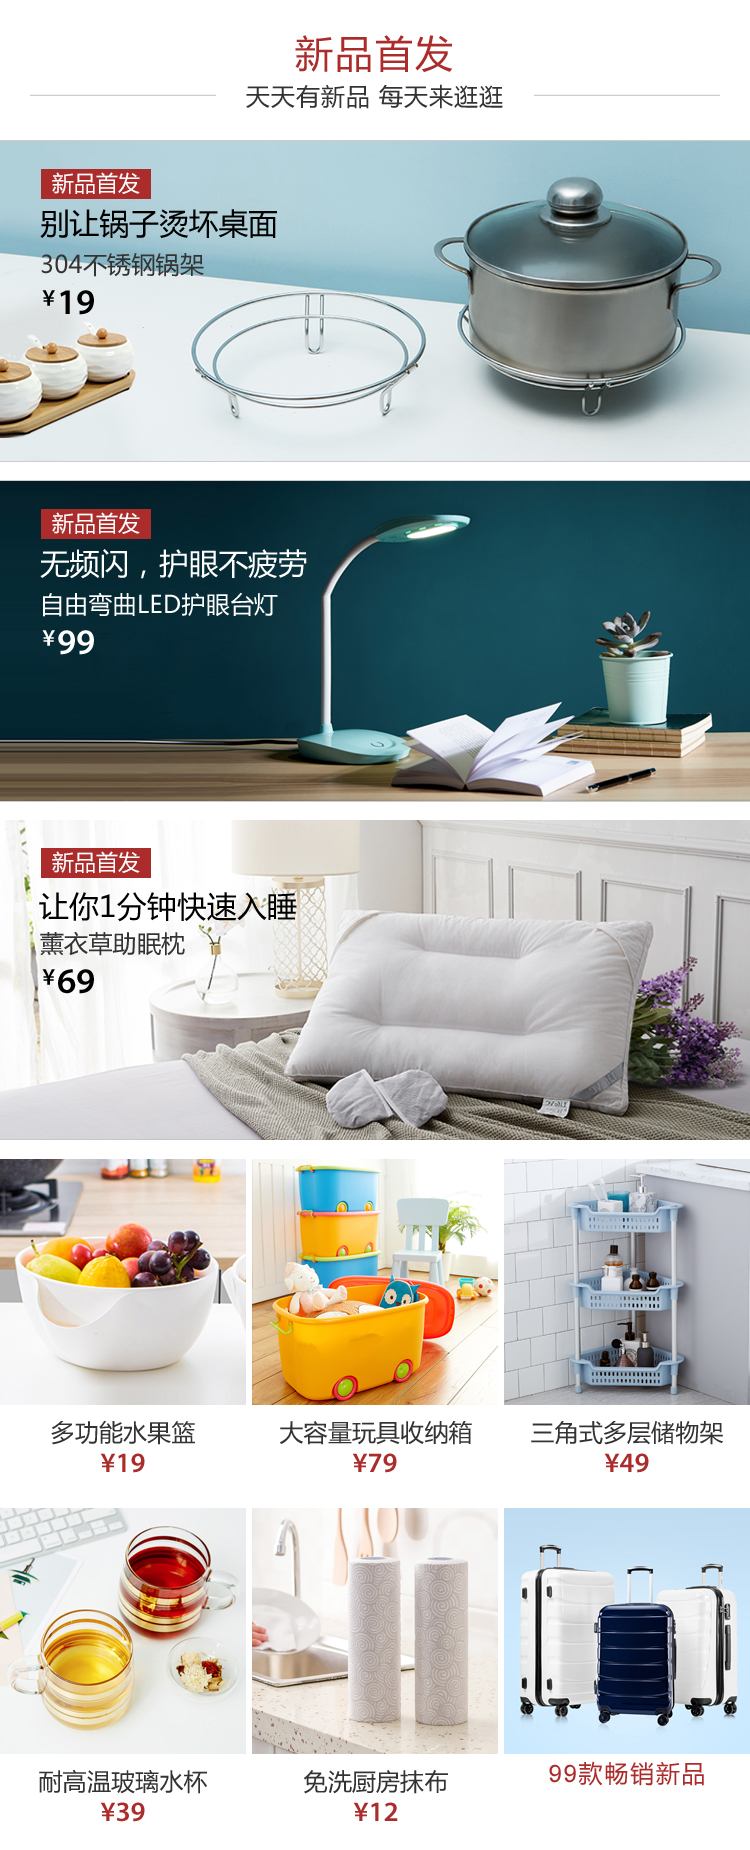 新品首发
天天有新品 每天来逛逛
新品首发
别让锅子烫坏桌面
304不锈钢锅架
¥19
新品首发
无频闪，护眼不疲劳
自由弯曲LED护眼台灯
¥99
新品首发
让你1分钟快速入睡
薰衣草助眠枕
¥69
多功能水果篮
¥19
大容量玩具收纳箱
¥79
三角式多层储物架
¥49
耐高温玻璃水杯
¥39
免洗厨房抹布
¥12
99款畅销新品